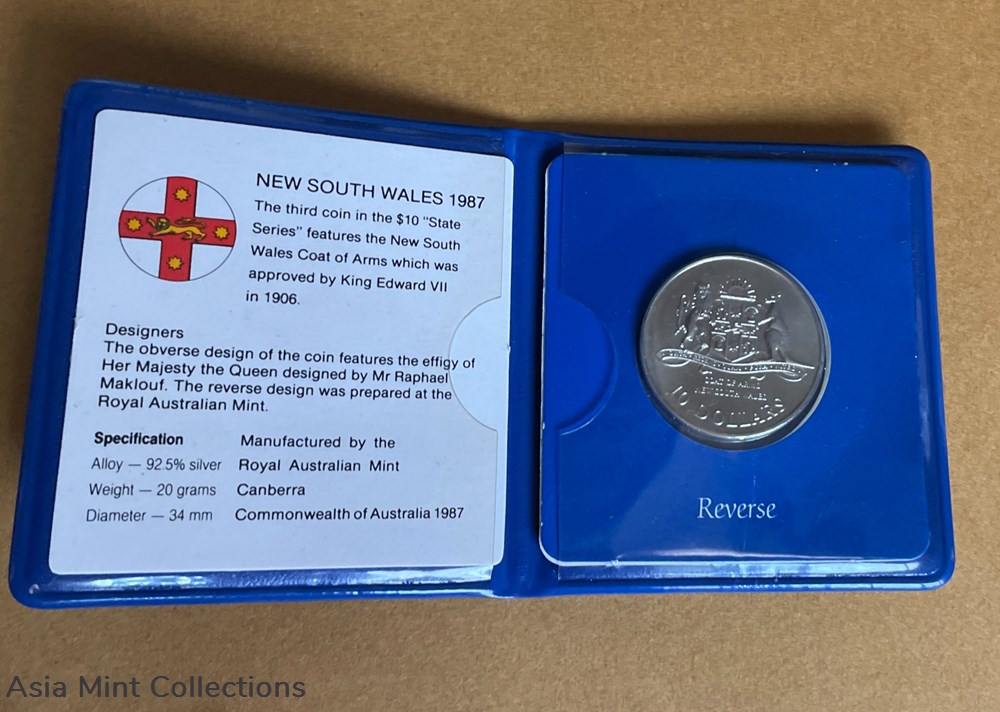 NEW SOUTH WALES 1987
The third coin in the $10 "State
Series" features the New South
Wales Coat of Arms which was
approved by King Edward VII
in 1906.
Designers
The obverse design of the coin features the effigy of
Her Majesty the Queen designed by Mr Raphael
Maklouf. The reverse design was prepared at the
Royal Australian Mint.
Specification
Alloy — 92.5% silver
Weight — 20 grams
Diameter — 34 mm
Manufactured by the
Royal Australian Mint
Canberra
Commonwealth of Australia 1987
COAT OF ARMS
NEW SOUTH WALES
10 DOLLARS
Reverse
Asia Mint Collections